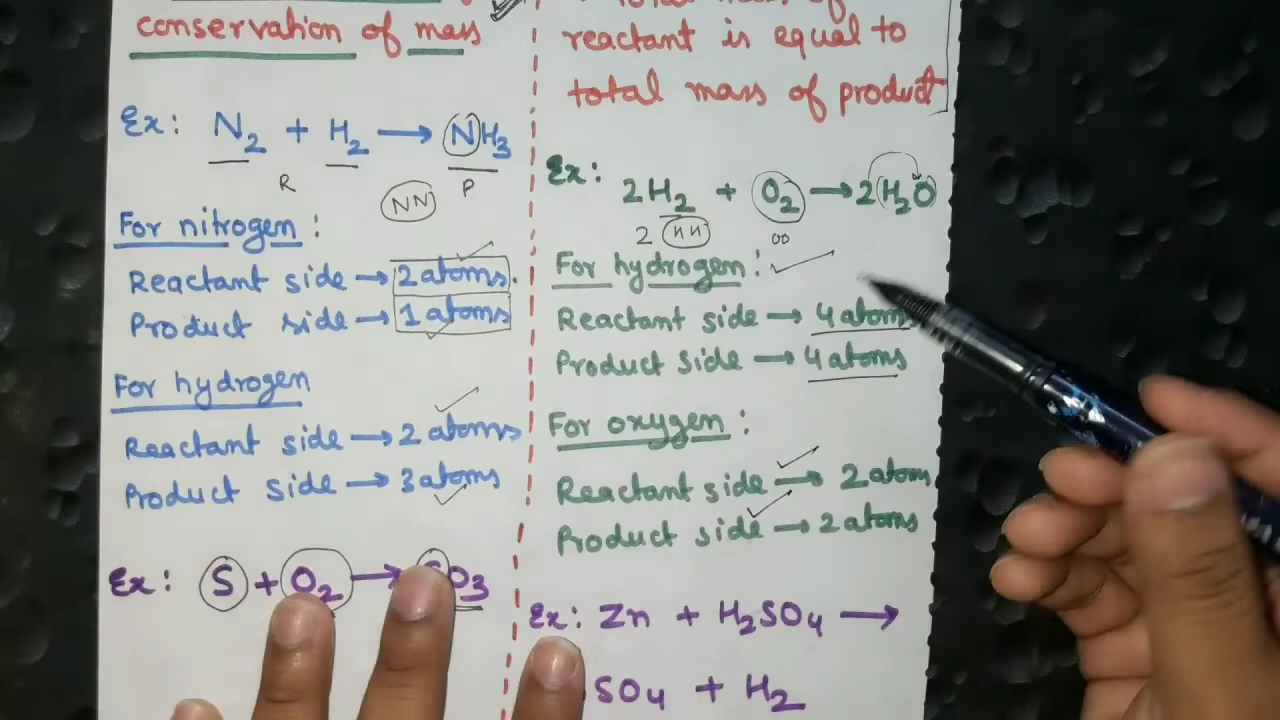 conservation of mass
Ex: N₂ + H₂ → NH₃
R P
NN
For nitrogen :
Reactant side → 2 atoms.
Product side → 1 atoms
For hydrogen
Reactant side → 2 atoms
Product side → 3 atoms
Ex: S + O₂ → O₃
reactant is equal to
total mass of product
Ex: 2H₂ + O₂ → 2H₂O
2 HH OO
For hydrogen :
Reactant side → 4 atoms
Product side → 4 atoms
For oxygen :
Reactant side → 2 atom
Product side → 2 atoms
Ex: Zn + H₂SO₄ →
SO₄ + H₂